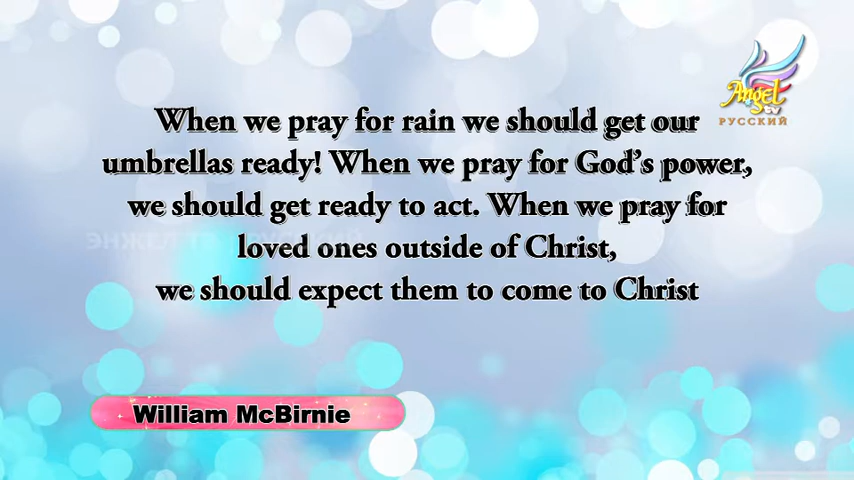 Angel
tv
РУССКИЙ
When we pray for rain we should get our
umbrellas ready! When we pray for God's power,
we should get ready to act. When we pray for
loved ones outside of Christ,
we should expect them to come to Christ
William McBirnie